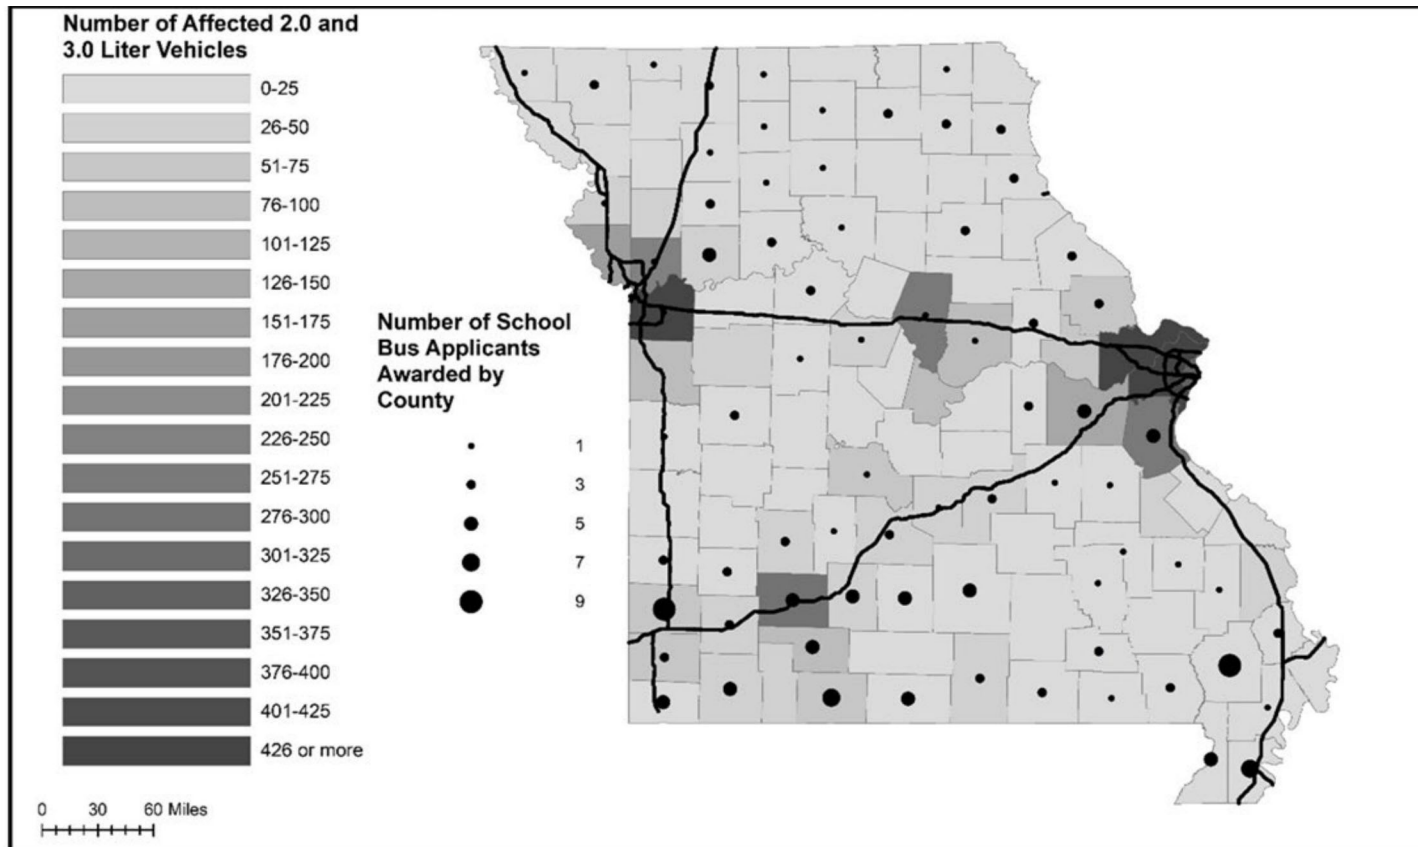 Number of Affected 2.0 and
3.0 Liter Vehicles
0-25
26-50
51-75
76-100
101-125
126-150
151-175
176-200
201-225
226-250
251-275
276-300
301-325
326-350
351-375
376-400
401-425
426 or more
0 30 60 Miles
Number of School
Bus Applicants
Awarded by
County
1
3
5
7
9